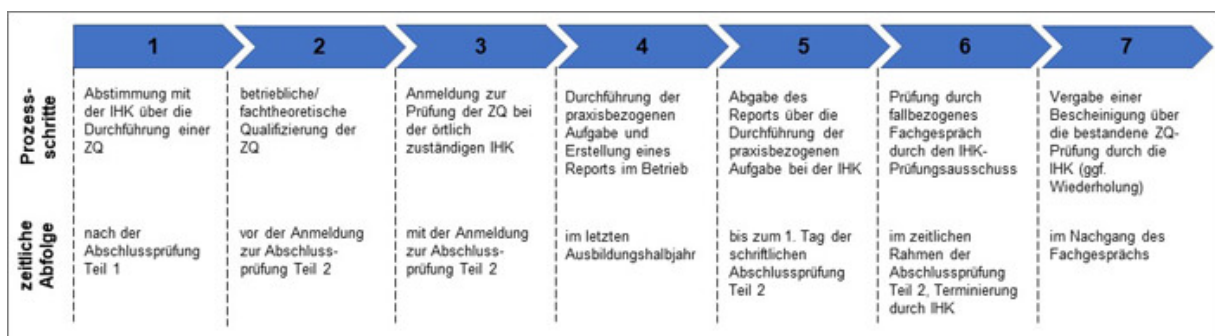 1
2
3
4
5
6
7
Prozess-
schritte
Abstimmung mit
der IHK über die
Durchführung einer
ZQ
betriebliche/
fachtheoretische
Qualifizierung der
ZQ
Anmeldung zur
Prüfung der ZQ bei
der örtlich
zuständigen IHK
Durchführung der
praxisbezogenen
Aufgabe und
Erstellung eines
Reports im Betrieb
Abgabe des
Reports über die
Durchführung der
praxisbezogenen
Aufgabe bei der IHK
Prüfung durch
fallbezogenes
Fachgespräch
durch den IHK-
Prüfungsausschuss
Vergabe einer
Bescheinigung über
die bestandene ZQ-
Prüfung durch die
IHK (ggf.
Wiederholung)
zeitliche
Abfolge
nach der
Abschlussprüfung
Teil 1
vor der Anmeldung
zur Abschluss-
prüfung Teil 2
mit der Anmeldung
zur Abschluss-
prüfung Teil 2
im letzten
Ausbildungshalbjahr
bis zum 1. Tag der
schriftlichen
Abschlussprüfung
Teil 2
im zeitlichen
Rahmen der
Abschlussprüfung
Teil 2, Terminierung
durch IHK
im Nachgang des
Fachgesprächs